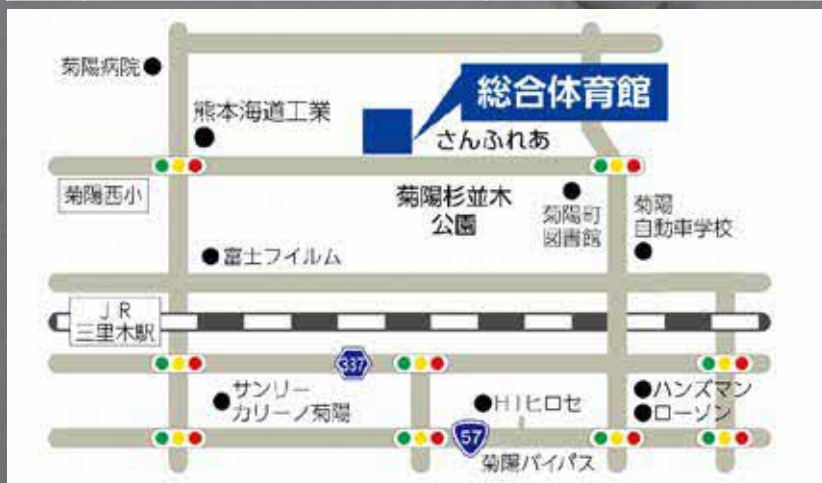 菊陽病院
総合体育館
熊本海道工業
さんふれあ
菊陽西小
菊陽杉並木
公園
菊陽町
図書館
菊陽
自動車学校
富士フイルム
JR
三里木駅
337
サンリー
カリーノ菊陽
HIヒロセ
ハンズマン
ローソン
57
菊陽バイパス